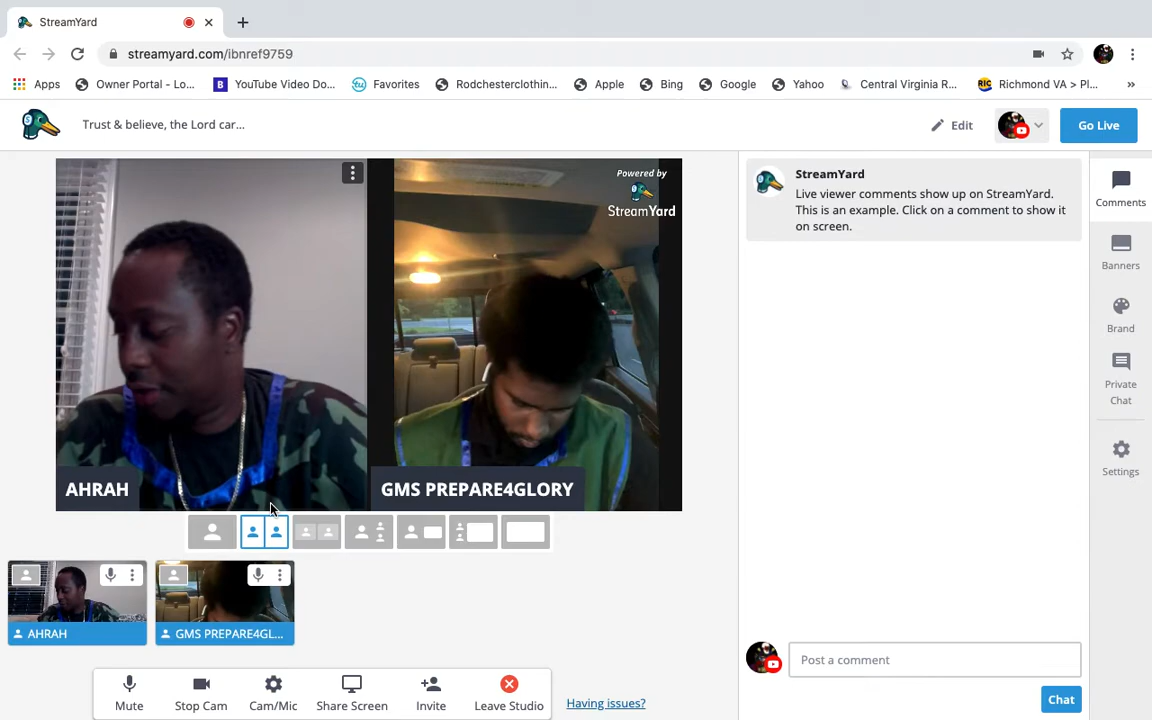 StreamYard
streamyard.com/ibnref9759
Apps
Owner Portal - Lo...
YouTube Video Do...
Favorites
Rodchesterclothin...
Apple
Bing
Google
Yahoo
Central Virginia R...
Richmond VA > Pl...
»
Trust & believe, the Lord car...
Edit
Go Live
Powered by
StreamYard
AHRAH
GMS PREPARE4GLORY
StreamYard
Live viewer comments show up on StreamYard.
This is an example. Click on a comment to show it
on screen.
Comments
Banners
Brand
Private
Chat
Settings
AHRAH
GMS PREPARE4GL...
Post a comment
Chat
Mute
Stop Cam
Cam/Mic
Share Screen
Invite
Leave Studio
Having issues?